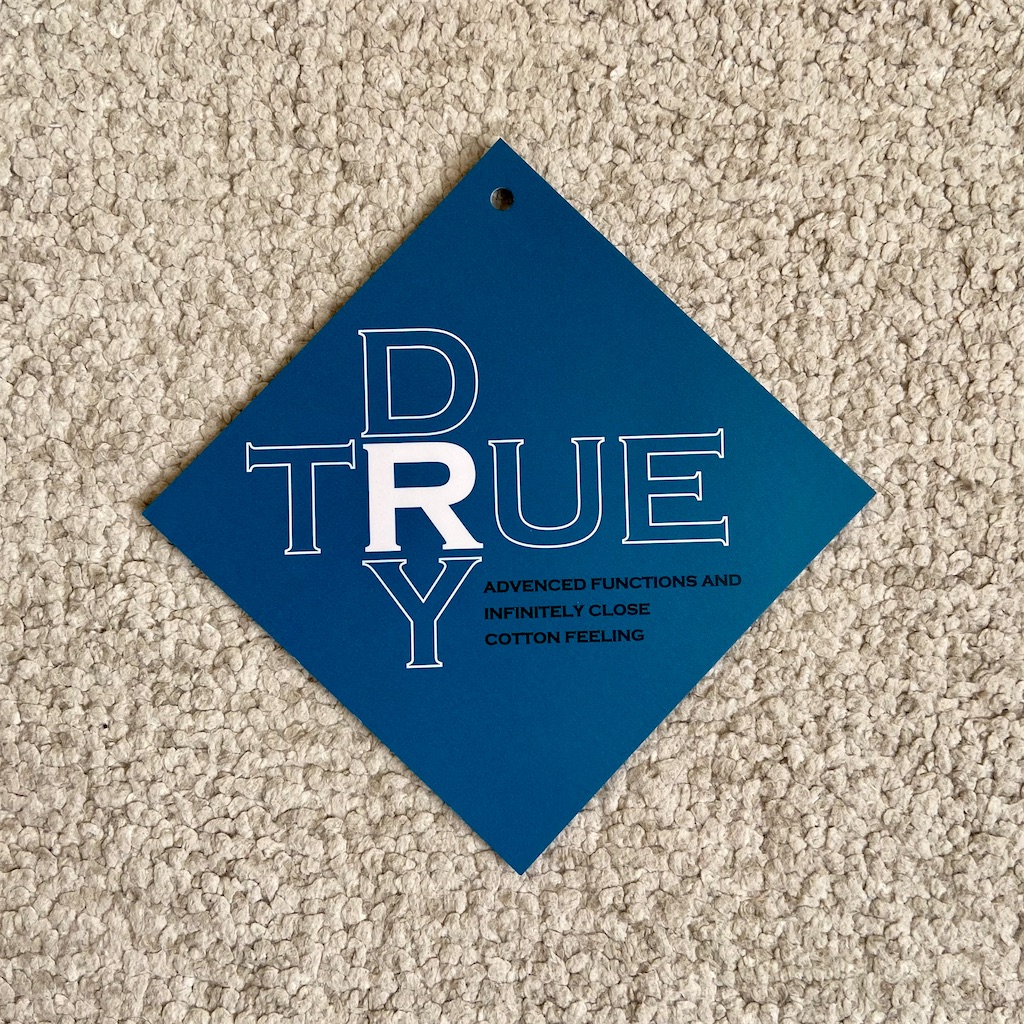 D
TRUE
Y
ADVENCED FUNCTIONS AND
INFINITELY CLOSE
COTTON FEELING